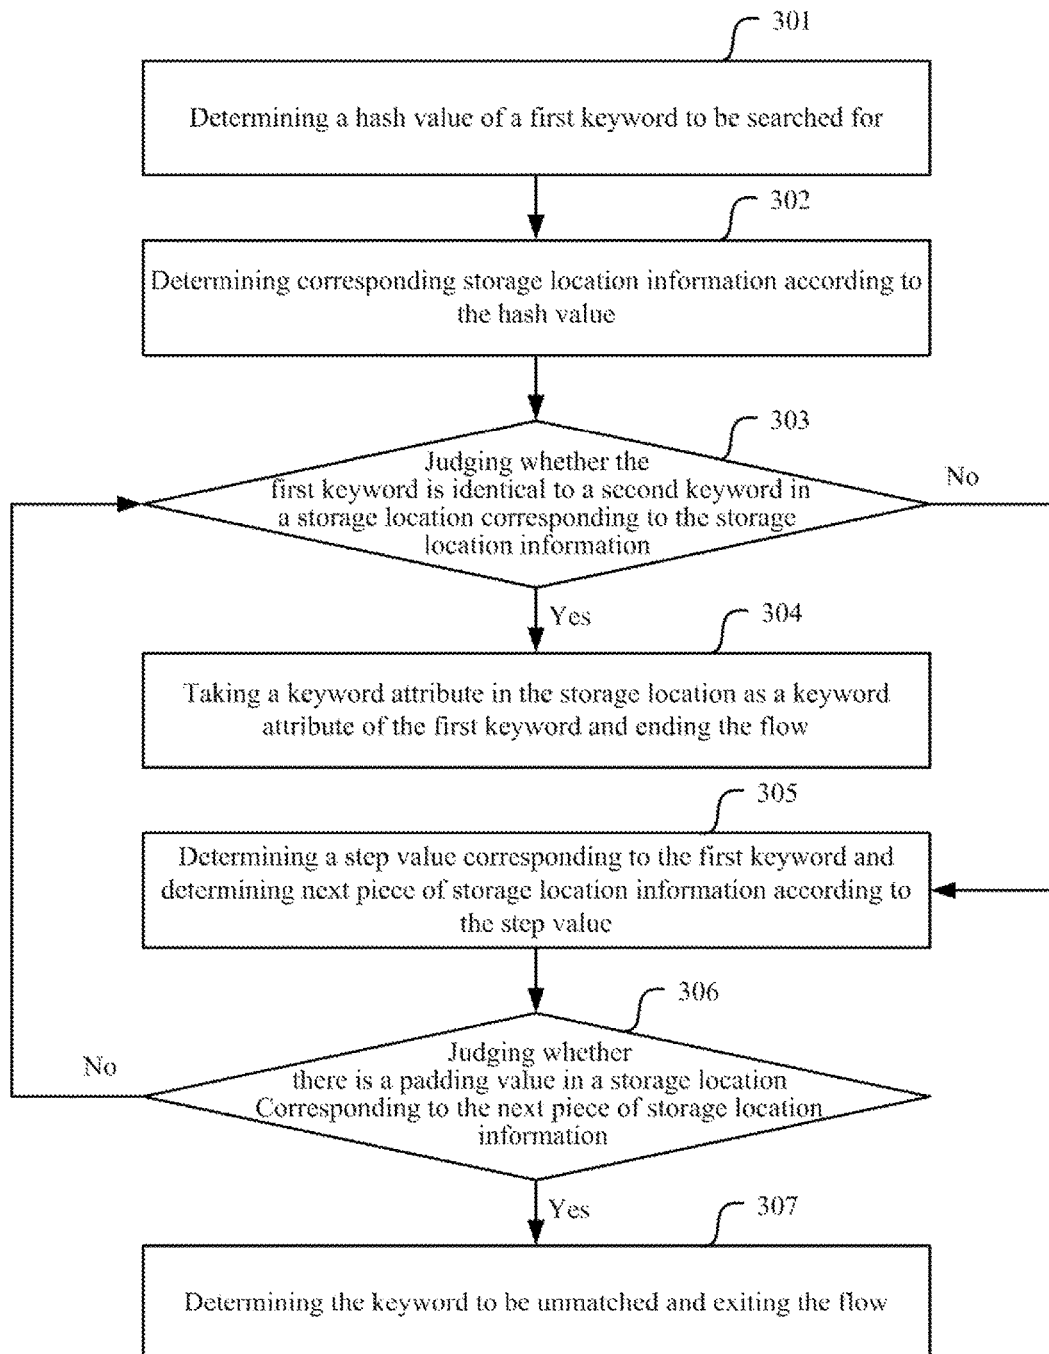 301
Determining a hash value of a first keyword to be searched for
302
Determining corresponding storage location information according to
the hash value
303
Judging whether the
first keyword is identical to a second keyword in
a storage location corresponding to the storage
location information
No
Yes
304
Taking a keyword attribute in the storage location as a keyword
attribute of the first keyword and ending the flow
305
Determining a step value corresponding to the first keyword and
determining next piece of storage location information according to
the step value
306
Judging whether
there is a padding value in a storage location
Corresponding to the next piece of storage location
information
No
Yes
307
Determining the keyword to be unmatched and exiting the flow